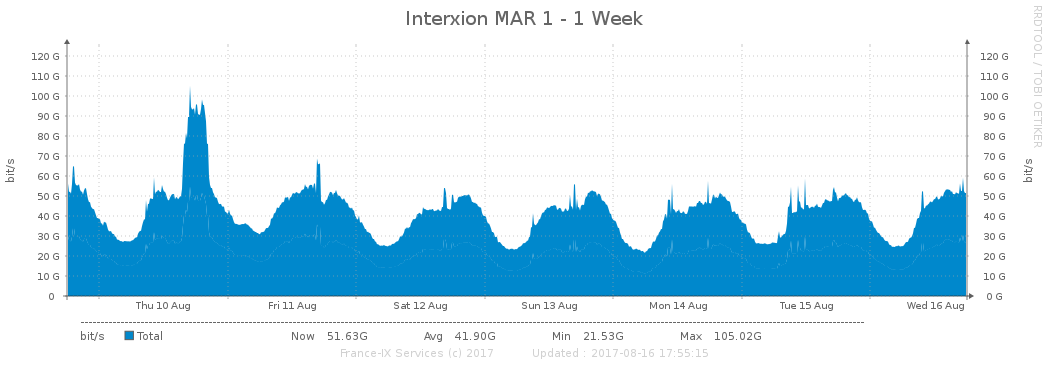 Interxion MAR 1 - 1 Week
RRDTOOL / TOBI OETIKER
bit/s
120 G 120 G
110 G 110 G
100 G 100 G
90 G 90 G
80 G 80 G
70 G 70 G
60 G 60 G
50 G 50 G
40 G 40 G
30 G 30 G
20 G 20 G
10 G 10 G
0 0 G
bit/s
Thu 10 Aug Fri 11 Aug Sat 12 Aug Sun 13 Aug Mon 14 Aug Tue 15 Aug Wed 16 Aug
bit/s Total Now 51.63G Avg 41.90G Min 21.53G Max 105.02G
France-IX Services (c) 2017 Updated : 2017-08-16 17:55:15